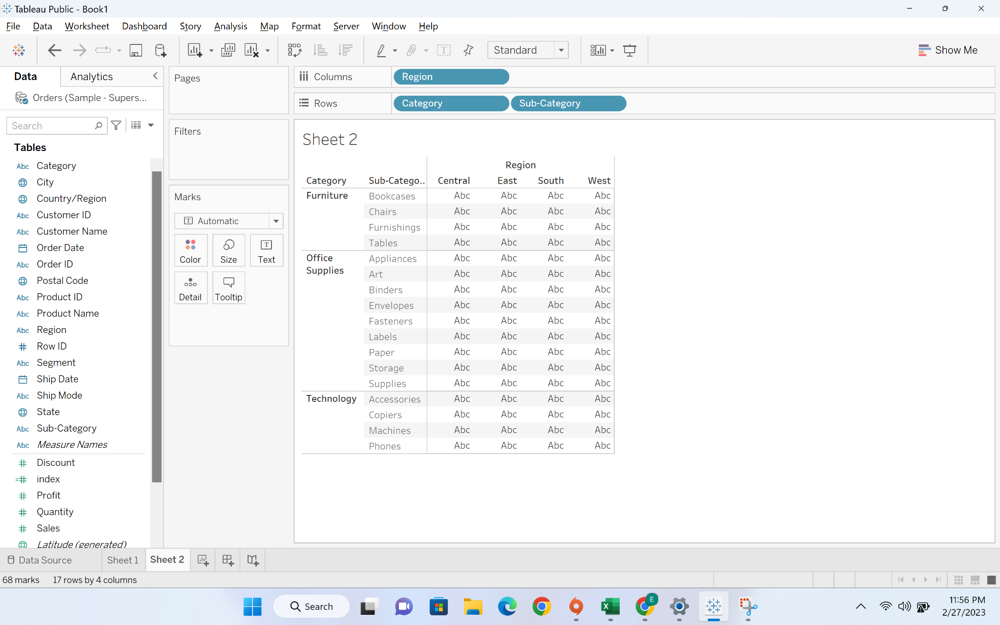 Tableau Public - Book1
File Data Worksheet Dashboard Story Analysis Map Format Server Window Help
Standard
Show Me
Data
Analytics
Orders (Sample - Supers...
Search
Tables
Abc Category
City
Country/Region
Abc Customer ID
Abc Customer Name
Order Date
Abc Order ID
Postal Code
Abc Product ID
Abc Product Name
Abc Region
# Row ID
Abc Segment
Ship Date
Abc Ship Mode
State
Abc Sub-Category
Abc Measure Names
# Discount
=# index
# Profit
# Quantity
# Sales
Latitude (generated)
Pages
Filters
Marks
T Automatic
Color
Size
T Text
Detail
Tooltip
Columns
Region
Rows
Category
Sub-Category
Sheet 2
Region
Category Sub-Catego.. Central East South West
Furniture Bookcases Abc Abc Abc Abc
Chairs Abc Abc Abc Abc
Furnishings Abc Abc Abc Abc
Tables Abc Abc Abc Abc
Office Supplies Appliances Abc Abc Abc Abc
Art Abc Abc Abc Abc
Binders Abc Abc Abc Abc
Envelopes Abc Abc Abc Abc
Fasteners Abc Abc Abc Abc
Labels Abc Abc Abc Abc
Paper Abc Abc Abc Abc
Storage Abc Abc Abc Abc
Supplies Abc Abc Abc Abc
Technology Accessories Abc Abc Abc Abc
Copiers Abc Abc Abc Abc
Machines Abc Abc Abc Abc
Phones Abc Abc Abc Abc
Data Source
Sheet 1
Sheet 2
68 marks 17 rows by 4 columns
Search
E
11:56 PM
2/27/2023